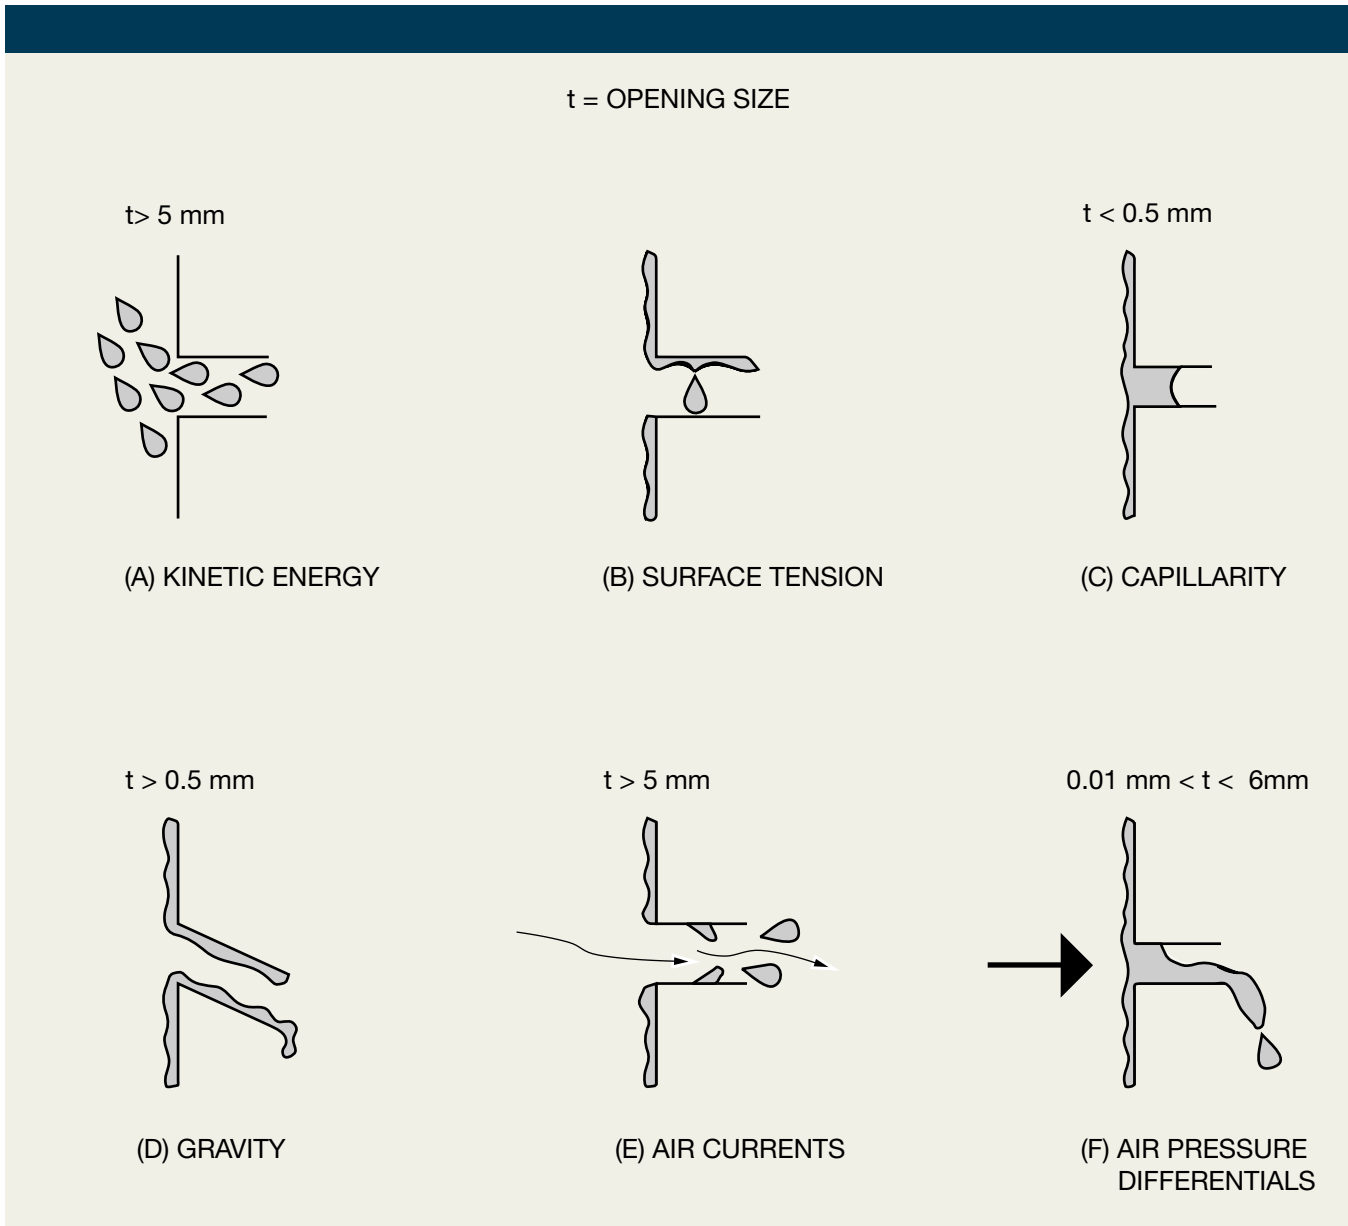 t = OPENING SIZE
t> 5 mm
t < 0.5 mm
(A) KINETIC ENERGY
(B) SURFACE TENSION
(C) CAPILLARITY
t > 0.5 mm
t > 5 mm
0.01 mm < t <  6mm
(D) GRAVITY
(E) AIR CURRENTS
(F) AIR PRESSURE
DIFFERENTIALS